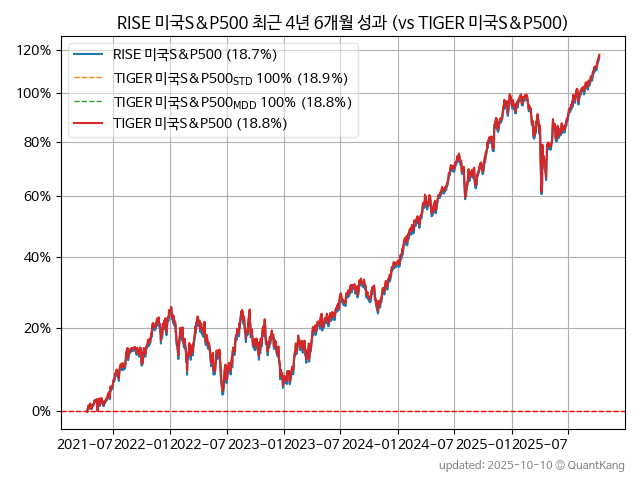 RISE 미국S&P500 최근 4년 6개월 성과 (vs TIGER 미국S&P500)
120%
100%
80%
60%
40%
20%
0%
RISE 미국S&P500 (18.7%)
TIGER 미국S&P500STD 100% (18.9%)
TIGER 미국S&P500MDD 100% (18.8%)
TIGER 미국S&P500 (18.8%)
2021-07 2022-01 2022-07 2023-01 2023-07 2024-01 2024-07 2025-01 2025-07
updated: 2025-10-10 © QuantKang